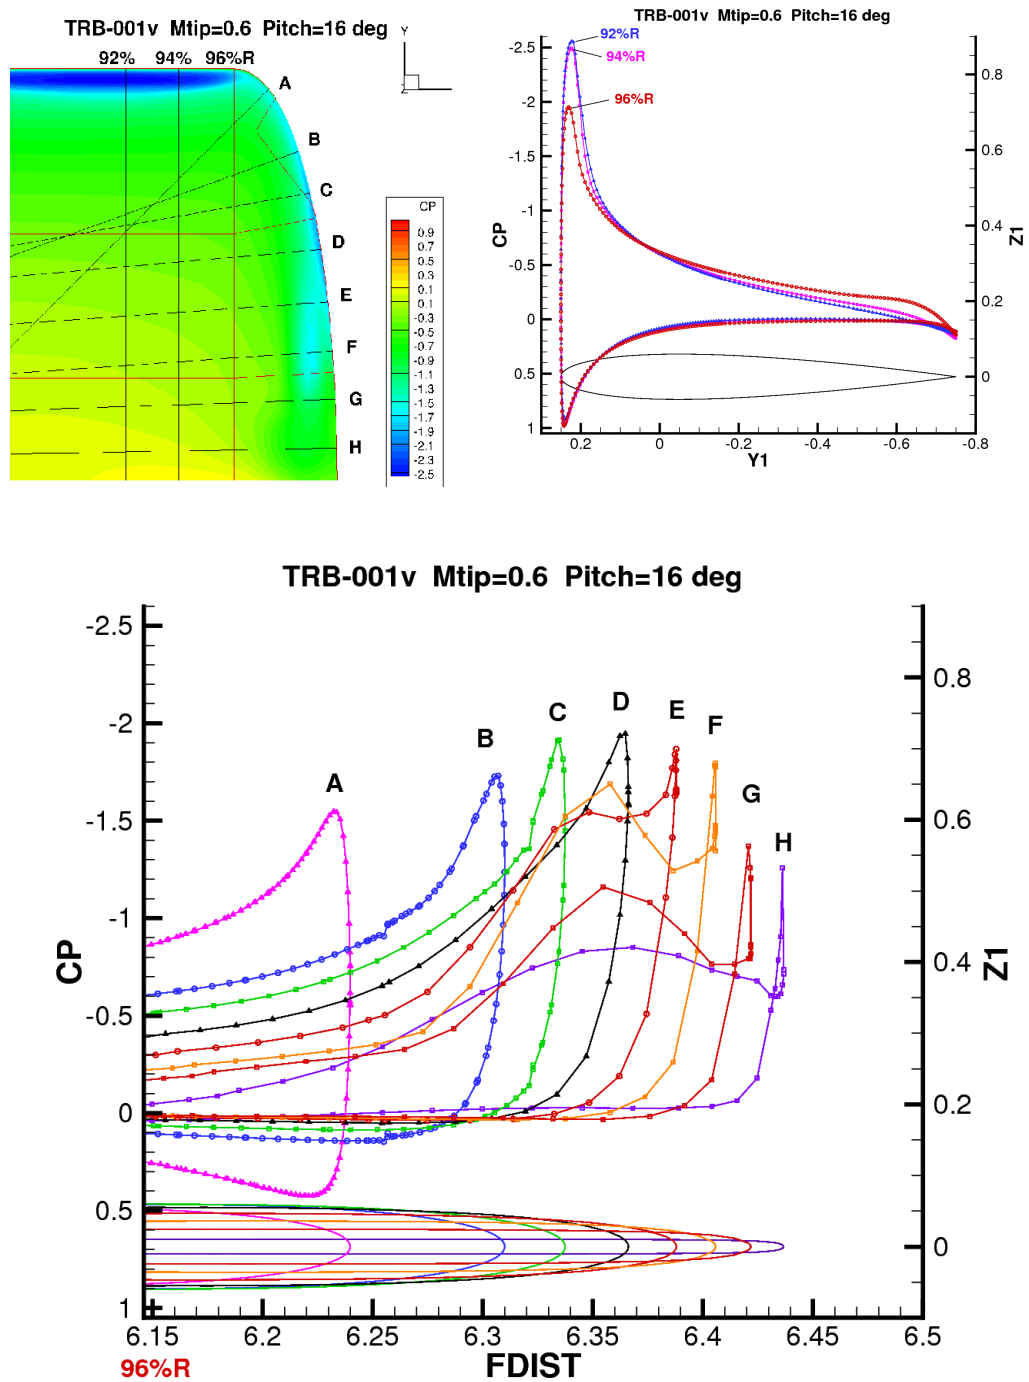 TRB-001v Mtip=0.6 Pitch=16 deg
92% 94% 96%R
A
B
C
D
E
F
G
H
Y
Z
CP
0.9
0.7
0.5
0.3
0.1
-0.1
-0.3
-0.5
-0.7
-0.9
-1.1
-1.3
-1.5
-1.7
-1.9
-2.1
-2.3
-2.5
TRB-001v Mtip=0.6 Pitch=16 deg
92%R
94%R
96%R
-2.5
-2
-1.5
-1
-0.5
0
0.5
1
CP
0.2 0 -0.2 -0.4 -0.6 -0.8
Y1
0.8
0.6
0.4
0.2
0
Z1
TRB-001v Mtip=0.6 Pitch=16 deg
-2.5
-2
-1.5
-1
-0.5
0
0.5
1
CP
A
B
C
D
E
F
G
H
0.8
0.6
0.4
0.2
0
Z1
6.15 6.2 6.25 6.3 6.35 6.4 6.45 6.5
96%R FDIST